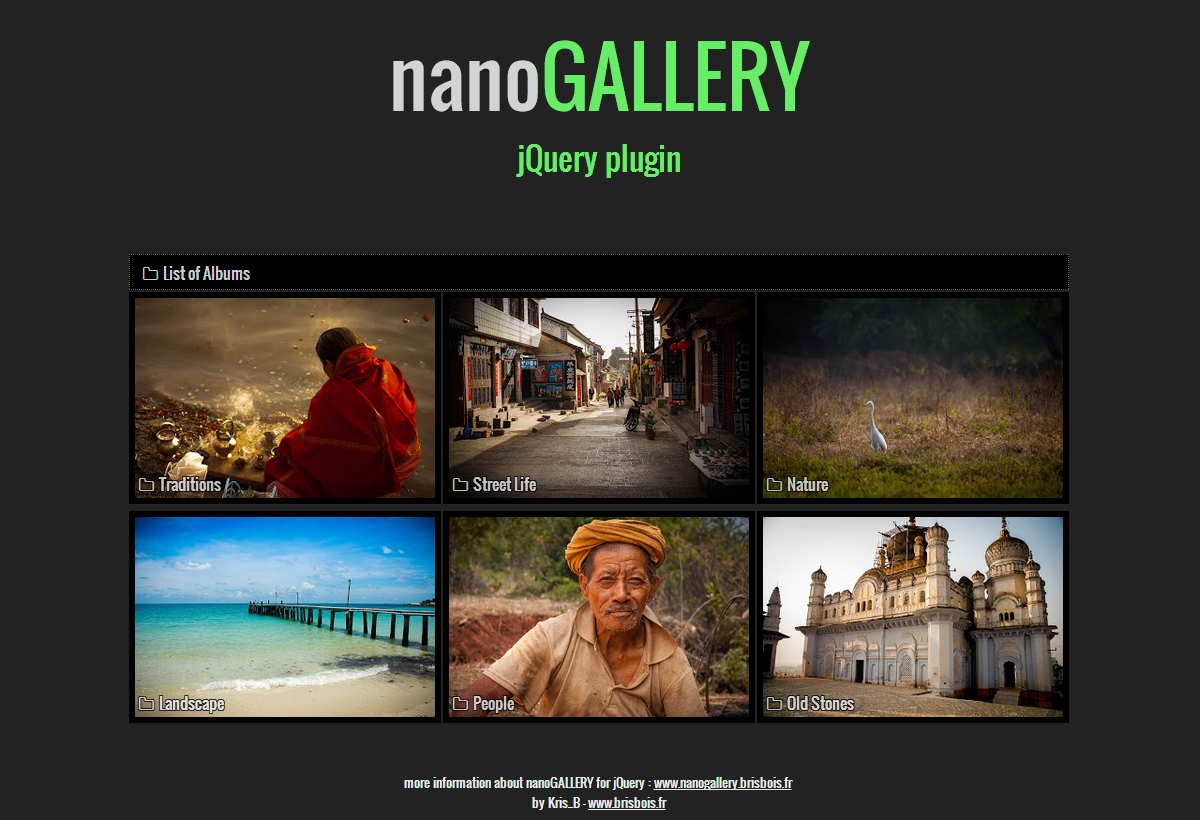 nanoGALLERY
jQuery plugin
List of Albums
Traditions
Street Life
Nature
Landscape
People
Old Stones
more information about nanoGALLERY for jQuery : www.nanogallery.brisbois.fr
by Kris_B - www.brisbois.fr